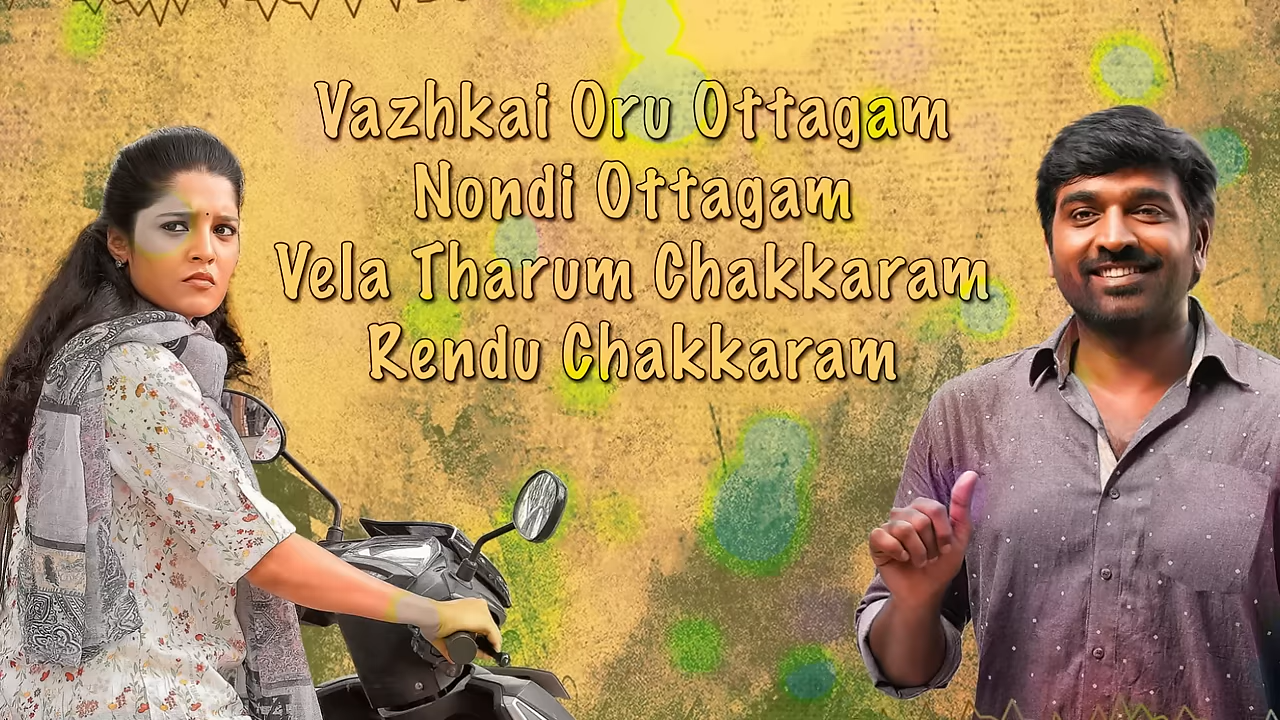 Vazhkai Oru Ottagam
Nondi Ottagam
Vela Tharum Chakkaram
Rendu Chakkaram